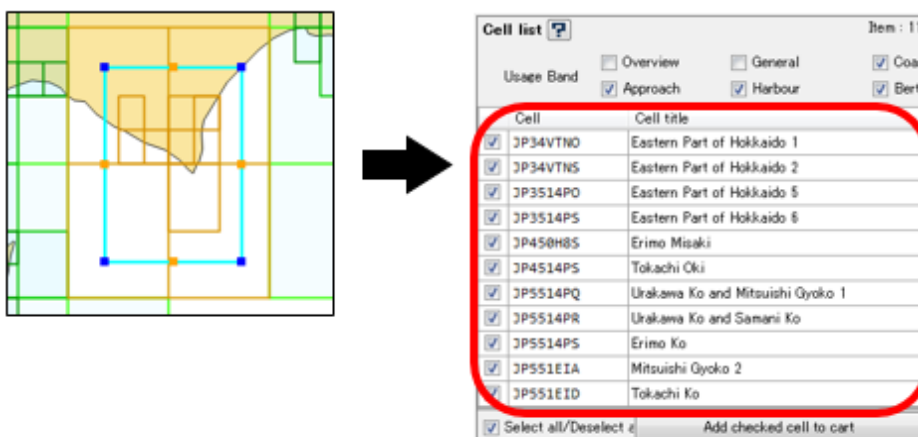 Cell list ? Item : 11
Usage Band Overview General Coa
Approach Harbour Bert
Cell Cell title
JP34VTNO Eastern Part of Hokkaido 1
JP34VTNS Eastern Part of Hokkaido 2
JP3514PO Eastern Part of Hokkaido 5
JP3514PS Eastern Part of Hokkaido 6
JP450H8S Erimo Misaki
JP4514PS Tokachi Oki
JP5514PQ Urakawa Ko and Mitsuishi Gyoko 1
JP5514PR Urakawa Ko and Samani Ko
JP5514PS Erimo Ko
JP551EIA Mitsuishi Gyoko 2
JP551EID Tokachi Ko
Select all/Deselect a Add checked cell to cart